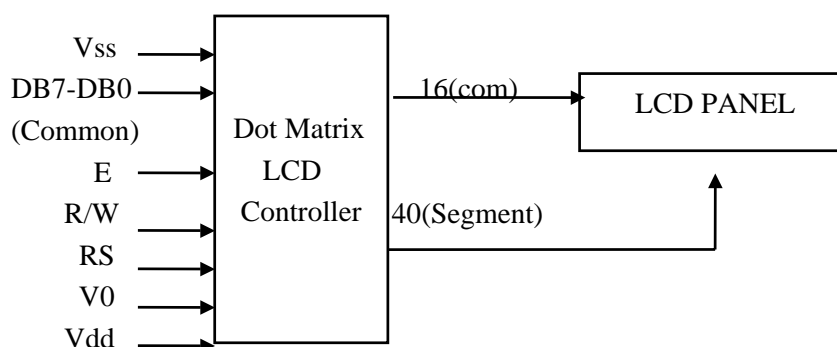 Vss
DB7-DB0
(Common)
E
R/W
RS
V0
Vdd
Dot Matrix
LCD
Controller
16(com)
40(Segment)
LCD PANEL